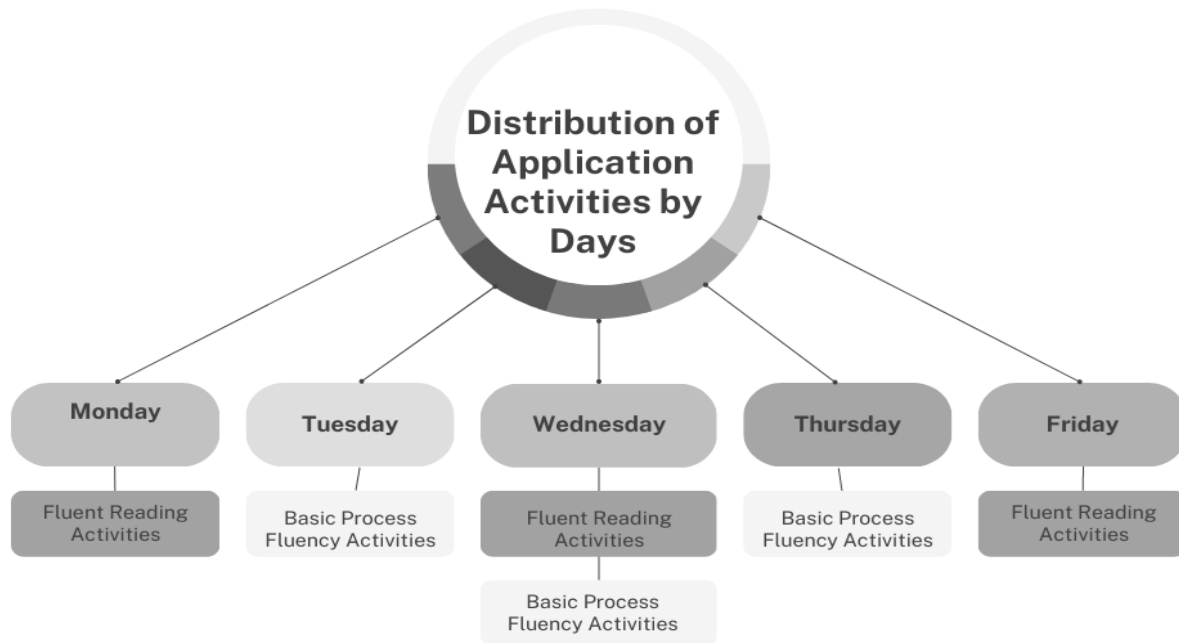 Distribution of
Application
Activities by
Days
Monday
Tuesday
Wednesday
Thursday
Friday
Fluent Reading
Activities
Basic Process
Fluency Activities
Fluent Reading
Activities
Basic Process
Fluency Activities
Fluent Reading
Activities
Basic Process
Fluency Activities